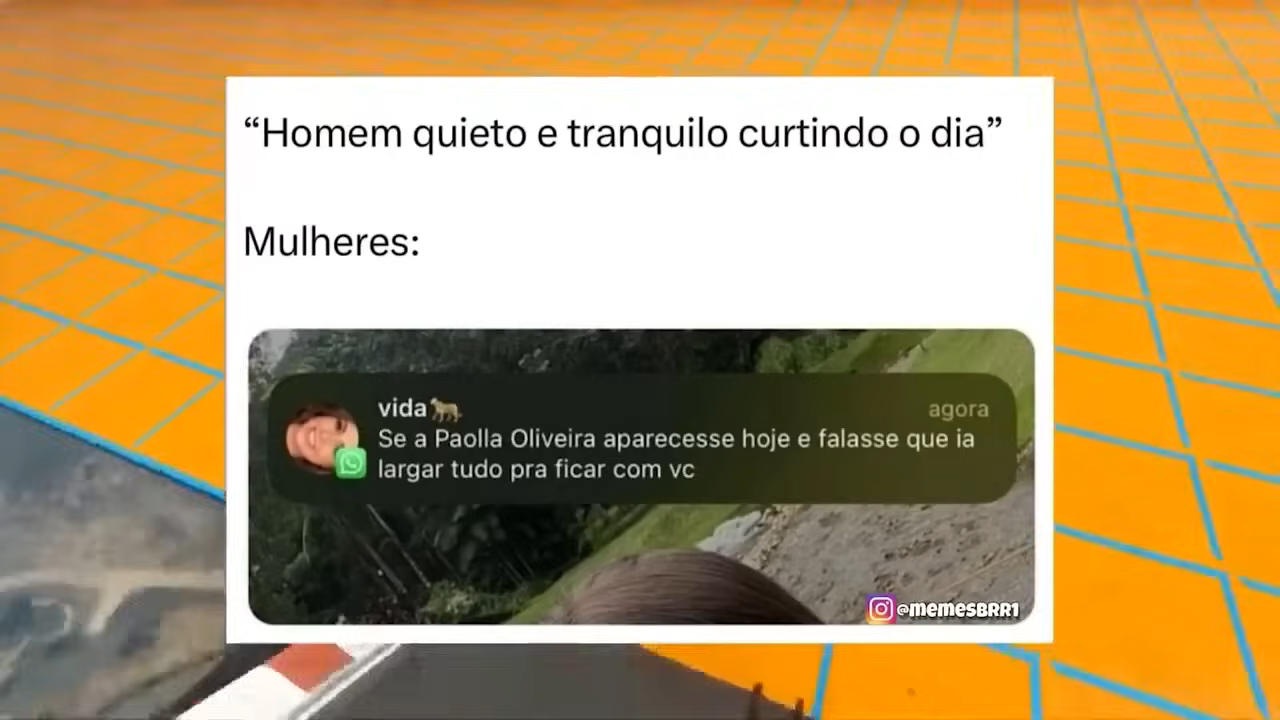 “Homem quieto e tranquilo curtindo o dia”
Mulheres:
vida🐆 agora
Se a Paolla Oliveira aparecesse hoje e falasse que ia
largar tudo pra ficar com vc
@MEMESBRR1